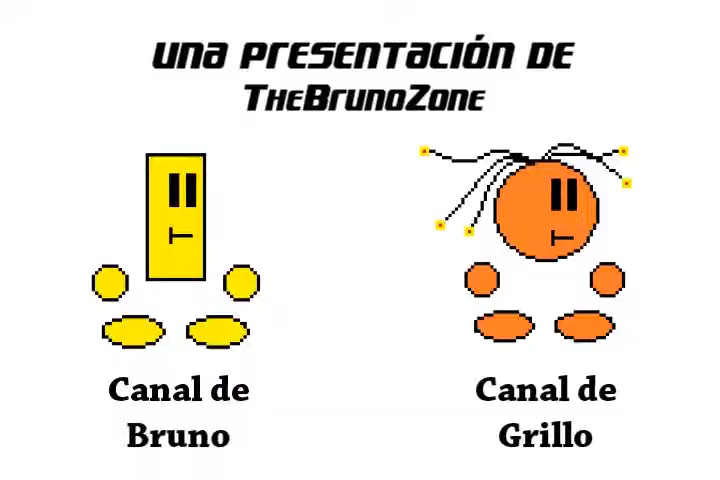 UNA PRESENTACIÓN DE
THEBRUNOZONE
Canal de
Bruno
Canal de
Grillo